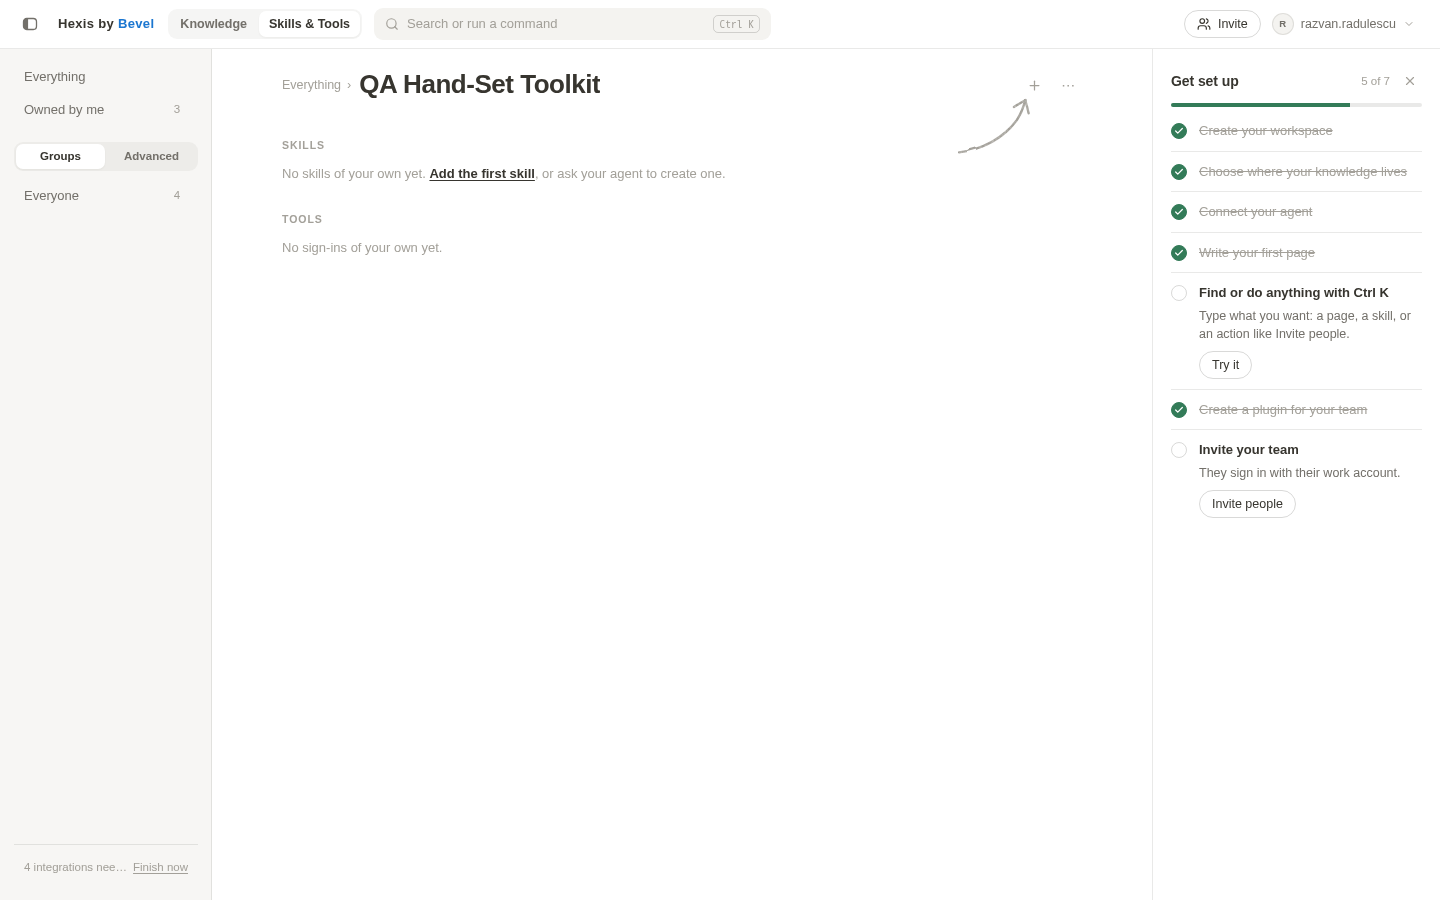 Hexis by Bevel
Knowledge
Skills & Tools
Search or run a command
Ctrl K
Invite
R
razvan.radulescu
Everything
Owned by me 3
Groups
Advanced
Everyone 4
4 integrations nee… Finish now
Everything › QA Hand-Set Toolkit
SKILLS
No skills of your own yet. Add the first skill, or ask your agent to create one.
TOOLS
No sign-ins of your own yet.
Get set up 5 of 7
Create your workspace
Choose where your knowledge lives
Connect your agent
Write your first page
Find or do anything with Ctrl K
Type what you want: a page, a skill, or
an action like Invite people.
Try it
Create a plugin for your team
Invite your team
They sign in with their work account.
Invite people